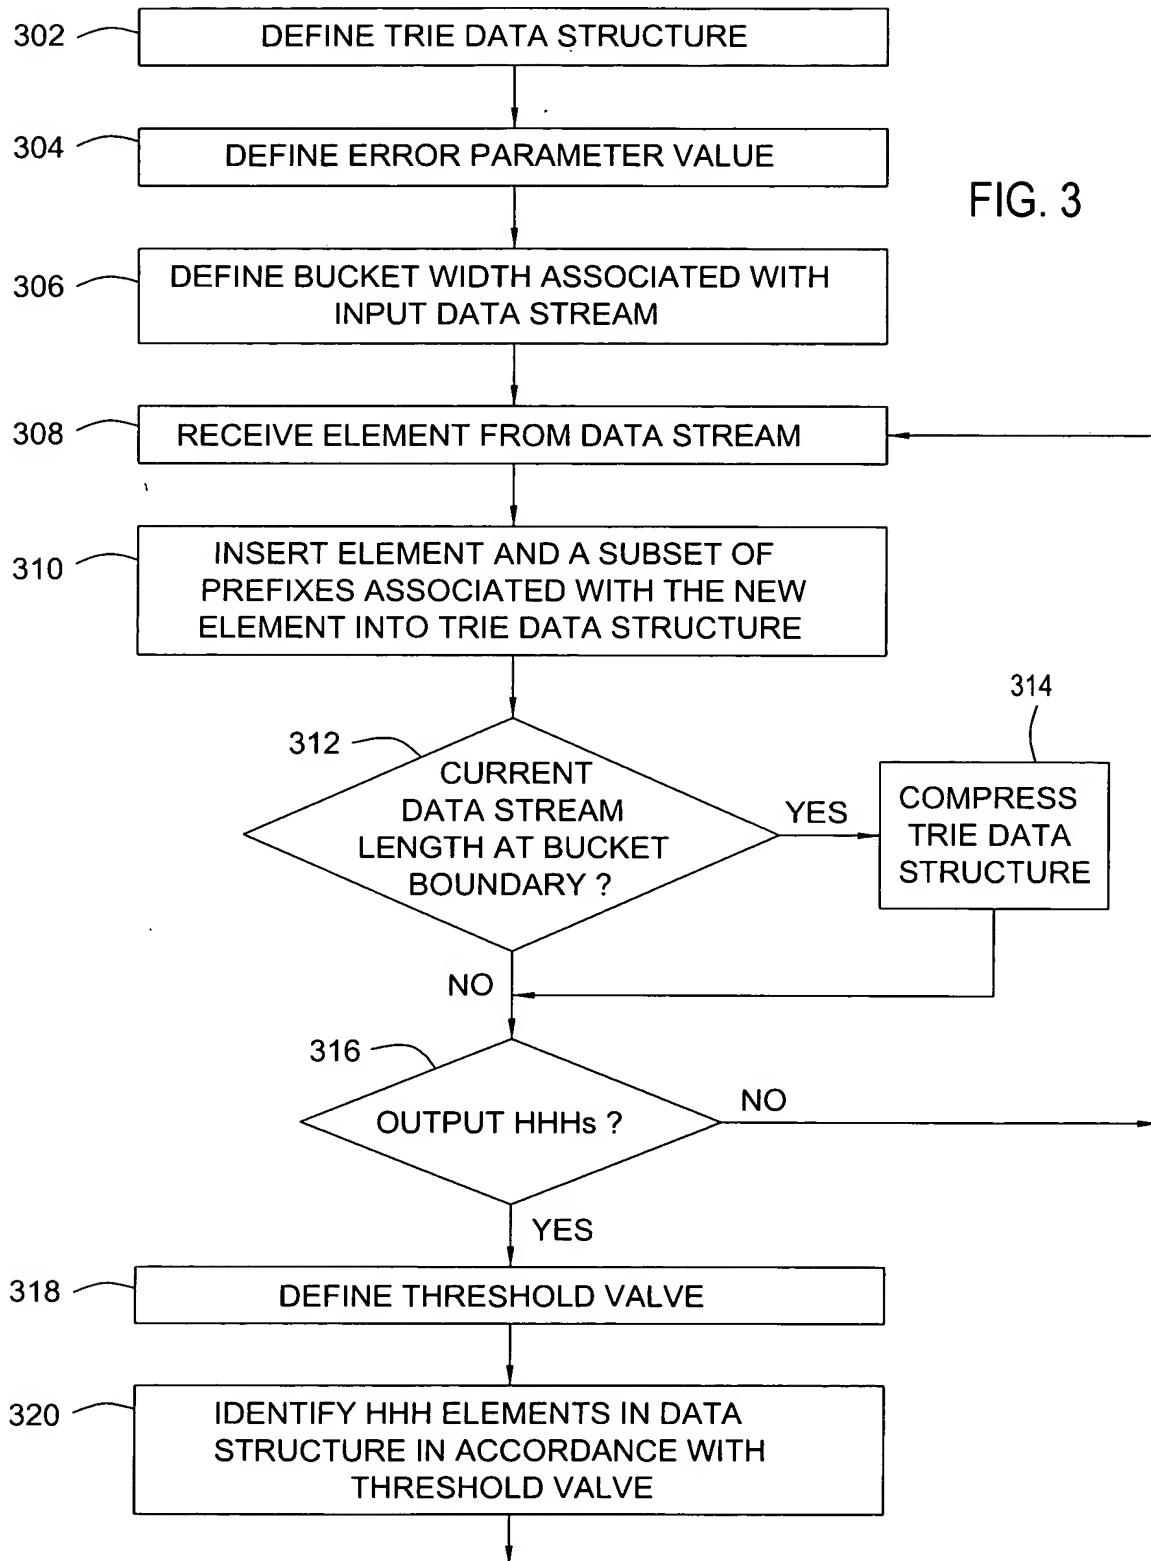 302
DEFINE TRIE DATA STRUCTURE
304
DEFINE ERROR PARAMETER VALUE
FIG. 3
306
DEFINE BUCKET WIDTH ASSOCIATED WITH
INPUT DATA STREAM
308
RECEIVE ELEMENT FROM DATA STREAM
310
INSERT ELEMENT AND A SUBSET OF
PREFIXES ASSOCIATED WITH THE NEW
ELEMENT INTO TRIE DATA STRUCTURE
312
CURRENT
DATA STREAM
LENGTH AT BUCKET
BOUNDARY ?
YES
314
COMPRESS
TRIE DATA
STRUCTURE
NO
316
OUTPUT HHHs ?
NO
YES
318
DEFINE THRESHOLD VALVE
320
IDENTIFY HHH ELEMENTS IN DATA
STRUCTURE IN ACCORDANCE WITH
THRESHOLD VALVE